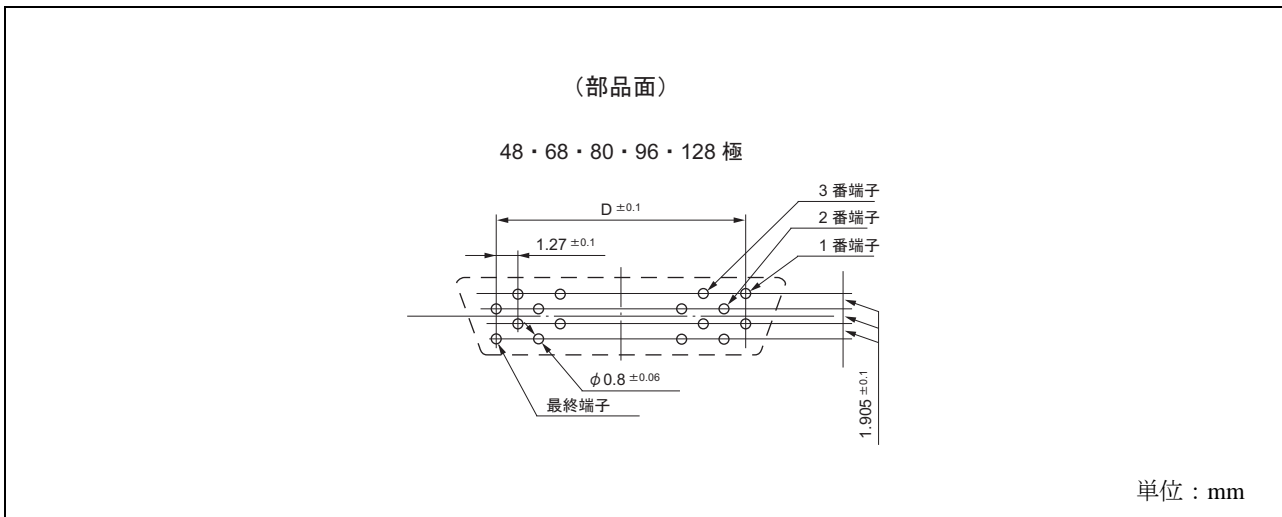 （部品面）
48・68・80・96・128 極
3 番端子
D ±0.1
2 番端子
1.27 ±0.1
1 番端子
φ0.8 ±0.06
最終端子
1.905 ±0.1
単位：mm